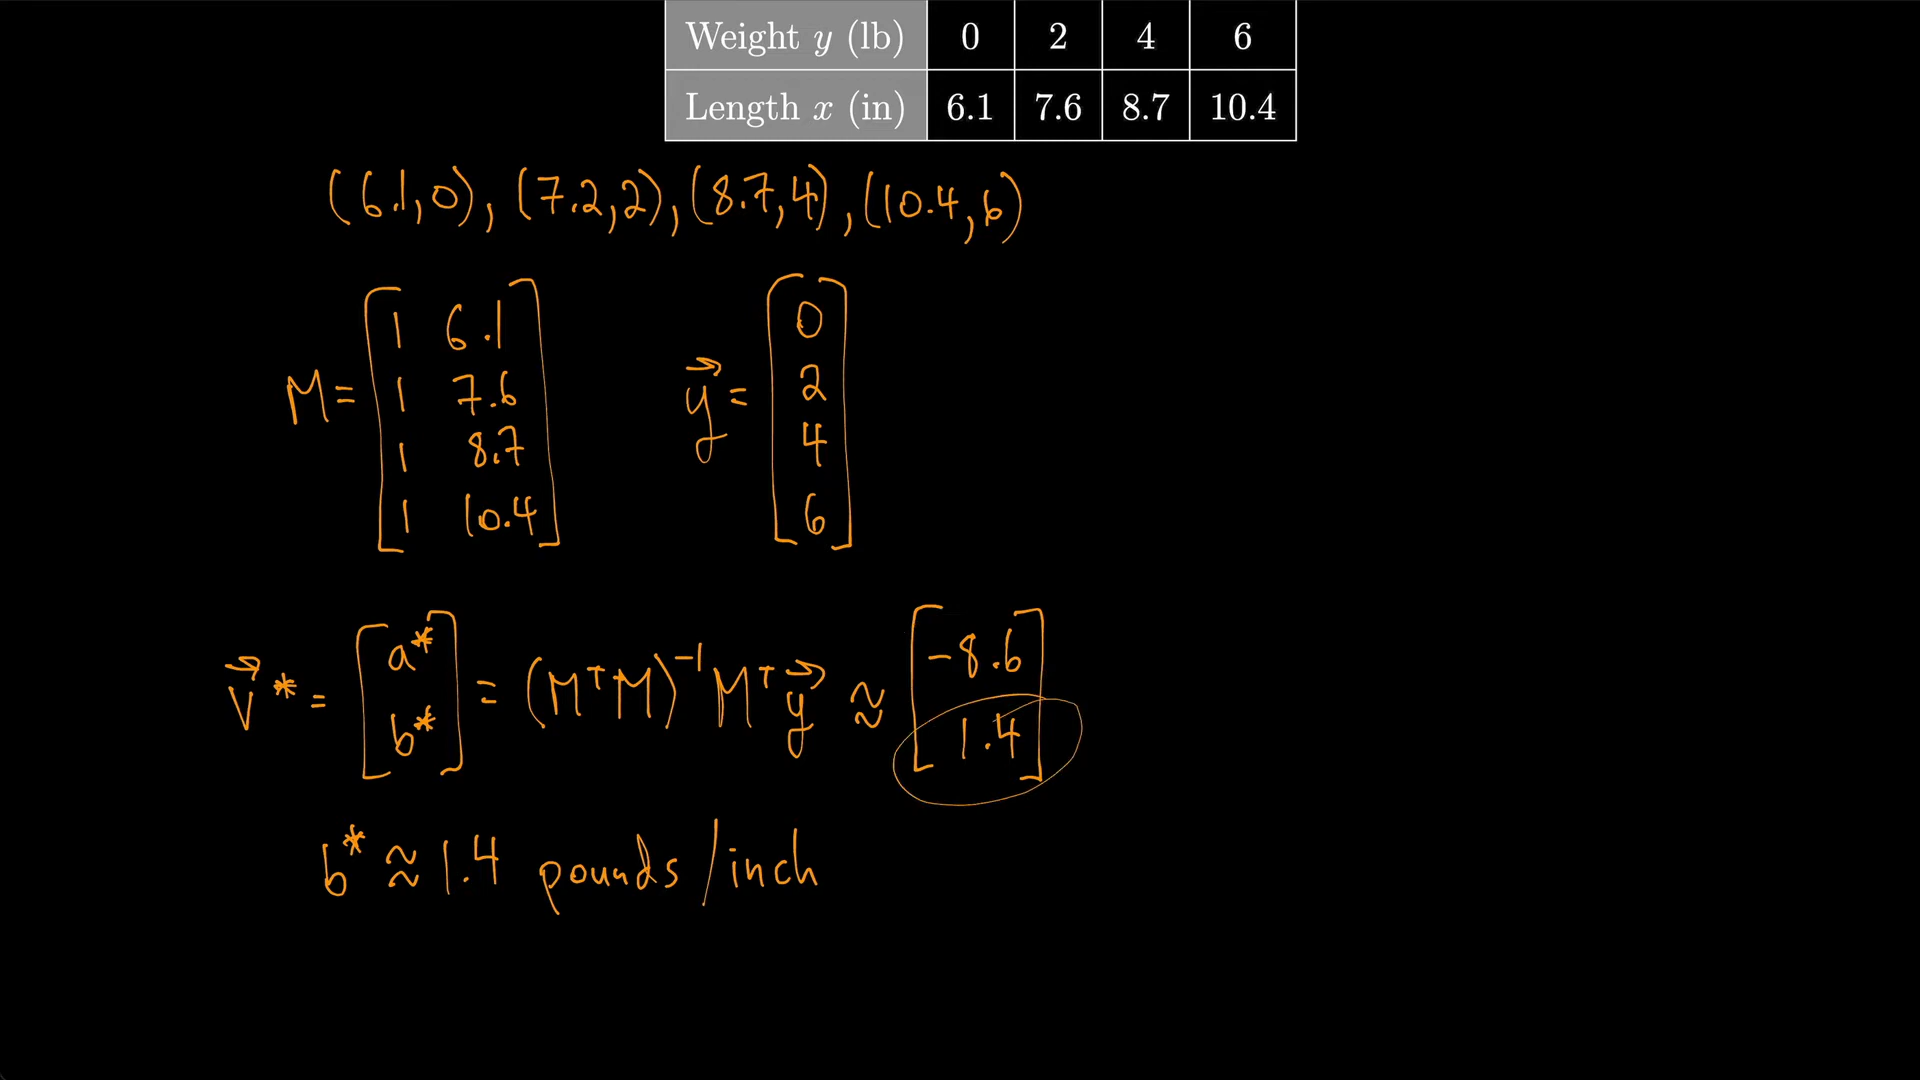 Weight y (lb) 0 2 4 6
Length x (in) 6.1 7.6 8.7 10.4
(6.1,0), (7.2,2), (8.7,4), (10.4,6)
M = [1 6.1
1 7.6
1 8.7
1 10.4]
y⃗ = [0
2
4
6]
v⃗* = [a* b*] = (MᵀM)⁻¹Mᵀy⃗ ≈ [-8.6 1.4]
b* ≈ 1.4 pounds/inch